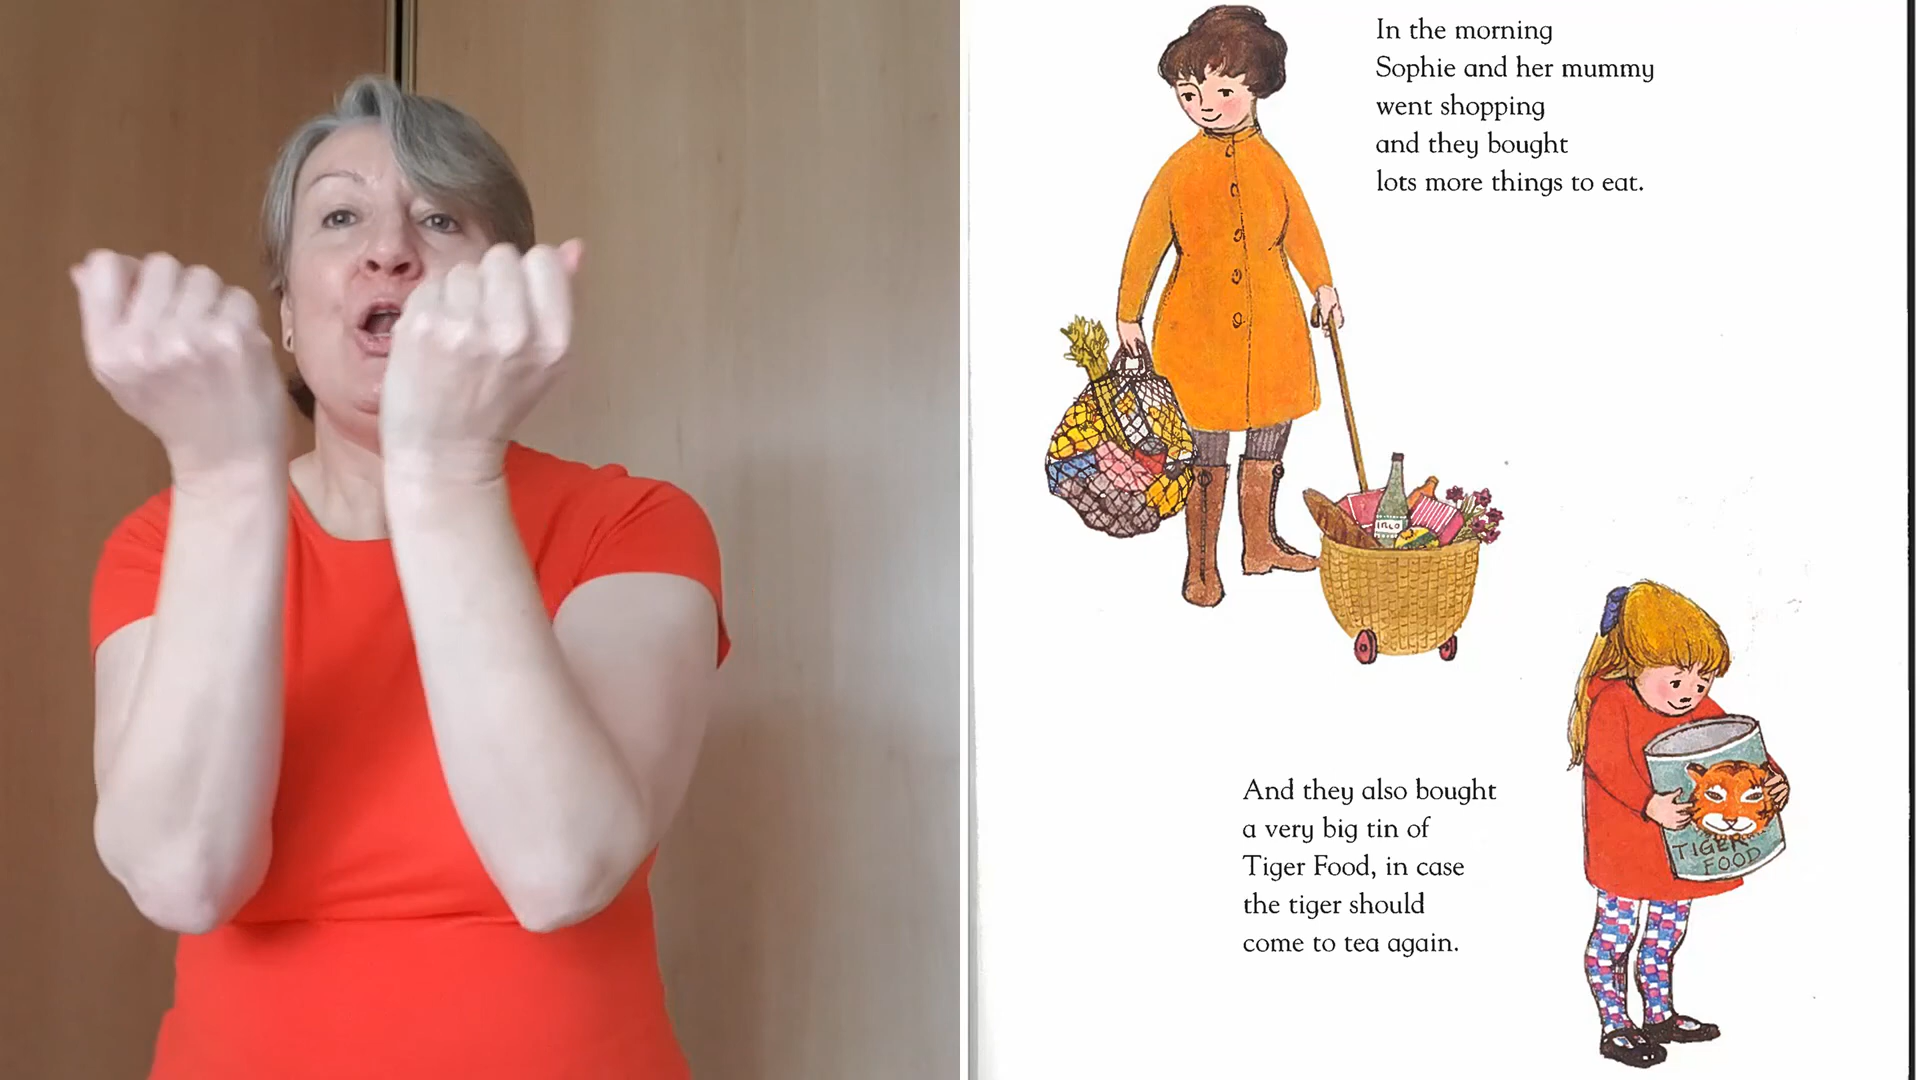 In the morning
Sophie and her mummy
went shopping
and they bought
lots more things to eat.
And they also bought
a very big tin of
Tiger Food, in case
the tiger should
come to tea again.
TIGER
FOOD